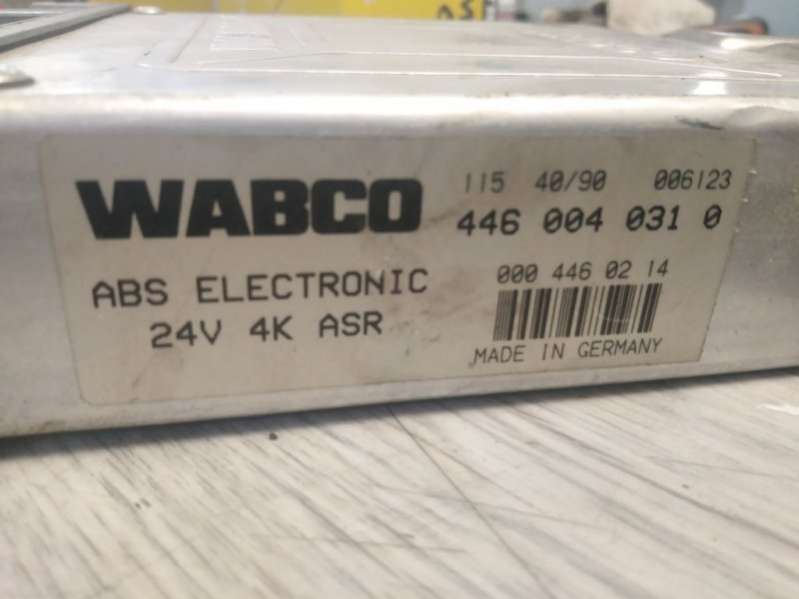 WABCO
115 40/90 006123
446 004 031 0
ABS ELECTRONIC
24V 4K ASR
000 446 02 14
MADE IN GERMANY